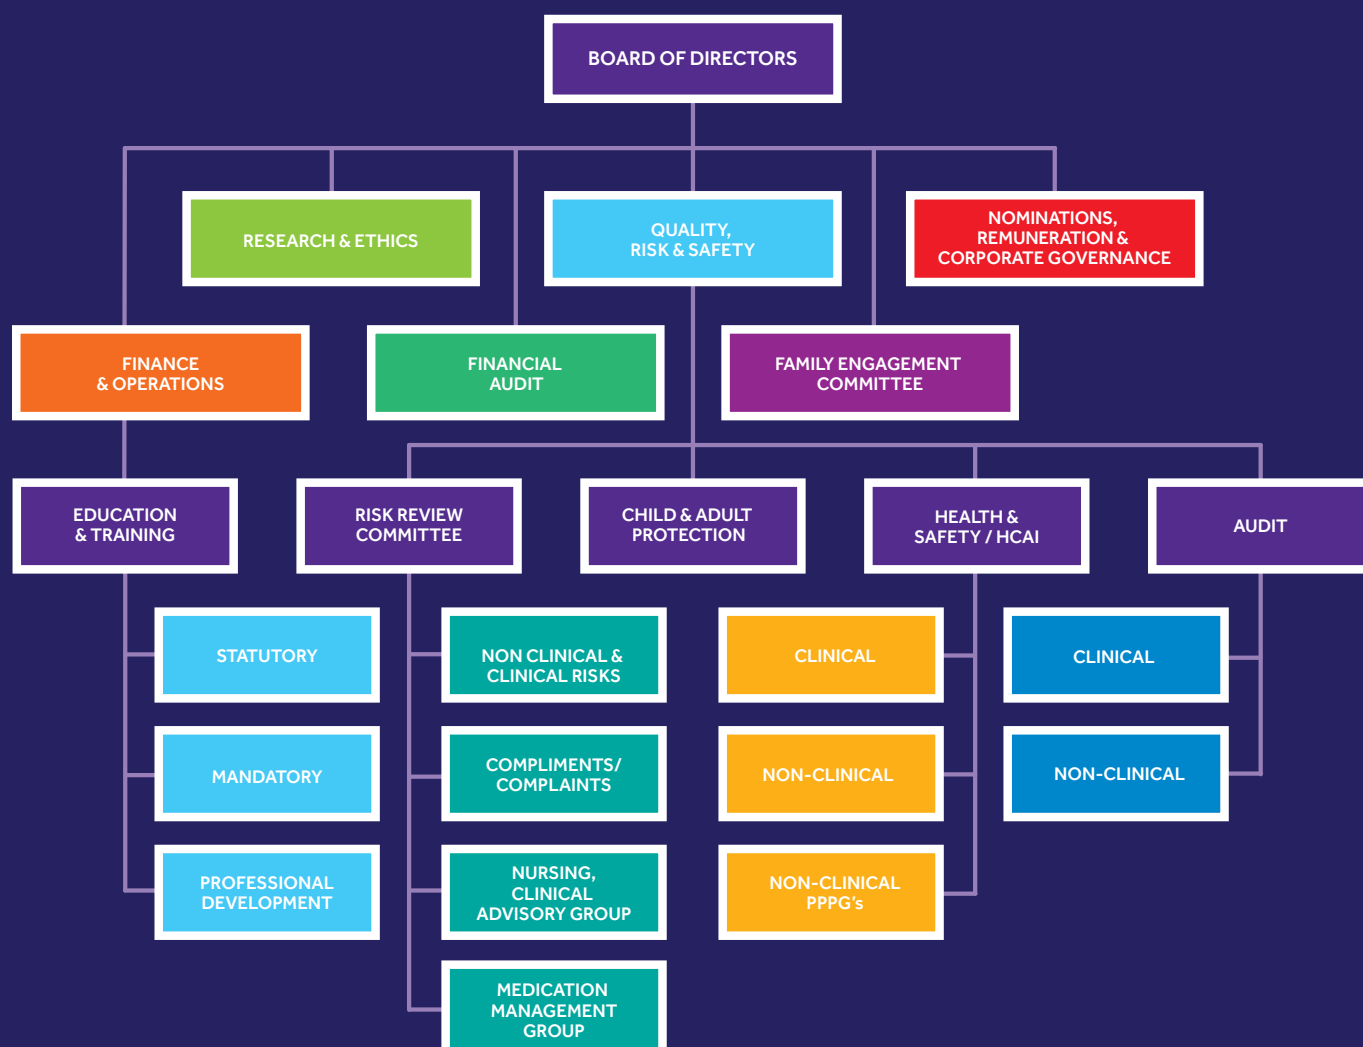 BOARD OF DIRECTORS
RESEARCH & ETHICS
QUALITY,
RISK & SAFETY
NOMINATIONS,
REMUNERATION &
CORPORATE GOVERNANCE
FINANCE
& OPERATIONS
FINANCIAL
AUDIT
FAMILY ENGAGEMENT
COMMITTEE
EDUCATION
& TRAINING
RISK REVIEW
COMMITTEE
CHILD & ADULT
PROTECTION
HEALTH &
SAFETY / HCAI
AUDIT
STATUTORY
NON CLINICAL &
CLINICAL RISKS
CLINICAL
CLINICAL
MANDATORY
COMPLIMENTS/
COMPLAINTS
NON-CLINICAL
NON-CLINICAL
PROFESSIONAL
DEVELOPMENT
NURSING,
CLINICAL
ADVISORY GROUP
NON-CLINICAL
PPPG's
MEDICATION
MANAGEMENT
GROUP